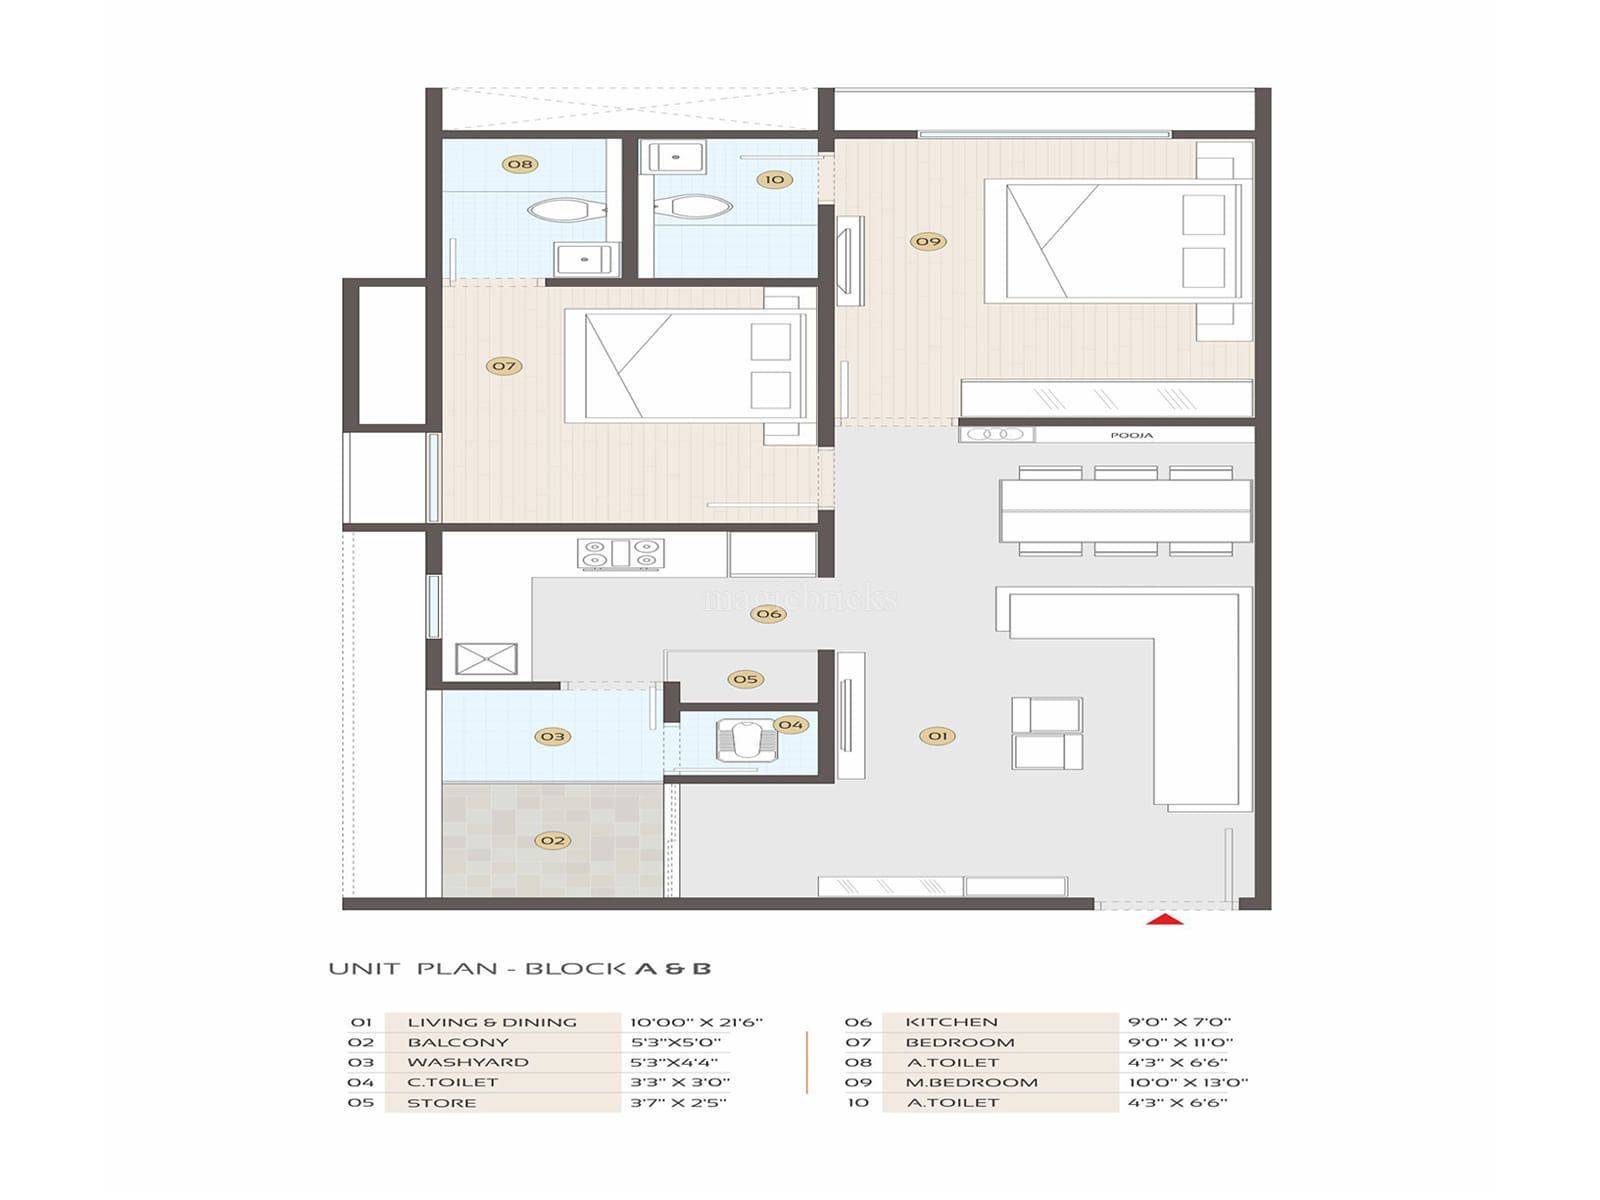 08
10
09
07
POOJA
magicbricks
06
05
04
03
01
02
UNIT PLAN - BLOCK A & B
01 LIVING & DINING 10'00" X 21'6"
02 BALCONY 5'3"X5'0"
03 WASHYARD 5'3"X4'4"
04 C.TOILET 3'3" X 3'0"
05 STORE 3'7" X 2'5"
06 KITCHEN 9'0" X 7'0"
07 BEDROOM 9'0" X 11'0"
08 A.TOILET 4'3" X 6'6"
09 M.BEDROOM 10'0" X 13'0"
10 A.TOILET 4'3" X 6'6"